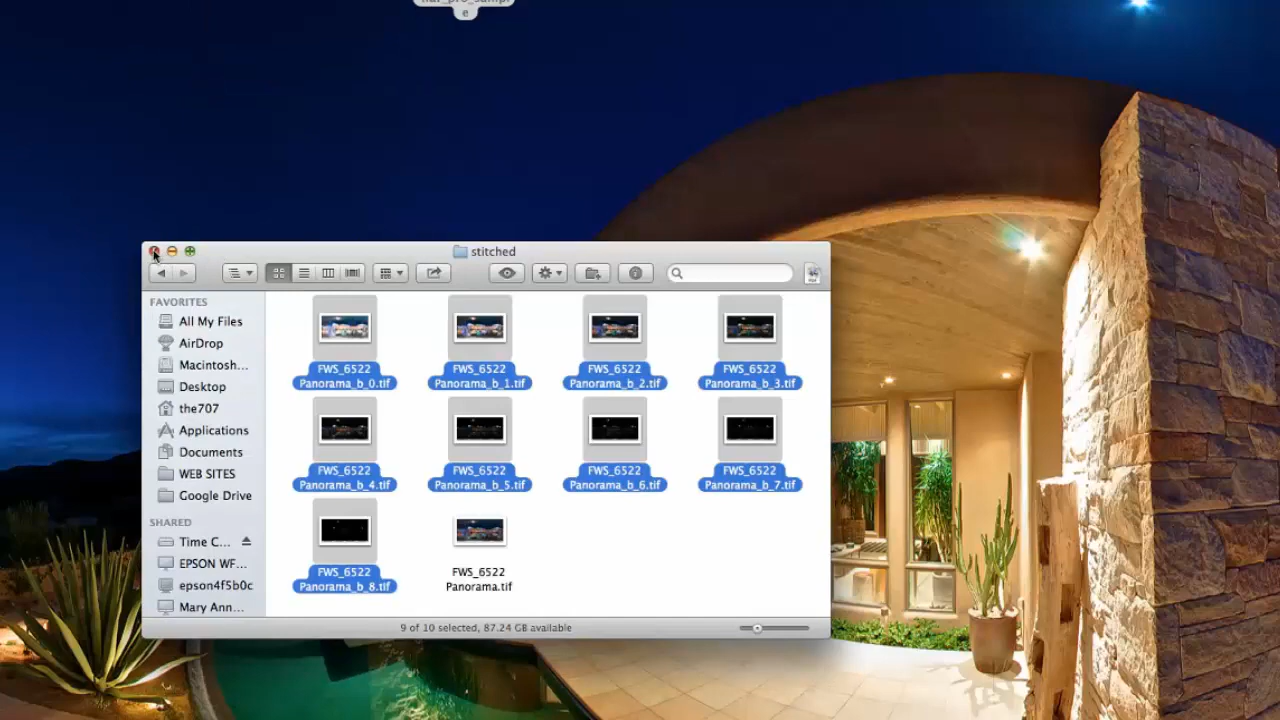 e
stitched
FAVORITES
All My Files
AirDrop
Macintosh...
Desktop
the707
Applications
Documents
WEB SITES
Google Drive
SHARED
Time C...
EPSON WF...
epson4f5b0c
Mary Ann...
FWS_6522
Panorama_b_0.tif
FWS_6522
Panorama_b_1.tif
FWS_6522
Panorama_b_2.tif
FWS_6522
Panorama_b_3.tif
FWS_6522
Panorama_b_4.tif
FWS_6522
Panorama_b_5.tif
FWS_6522
Panorama_b_6.tif
FWS_6522
Panorama_b_7.tif
FWS_6522
Panorama_b_8.tif
FWS_6522
Panorama.tif
9 of 10 selected, 87.24 GB available